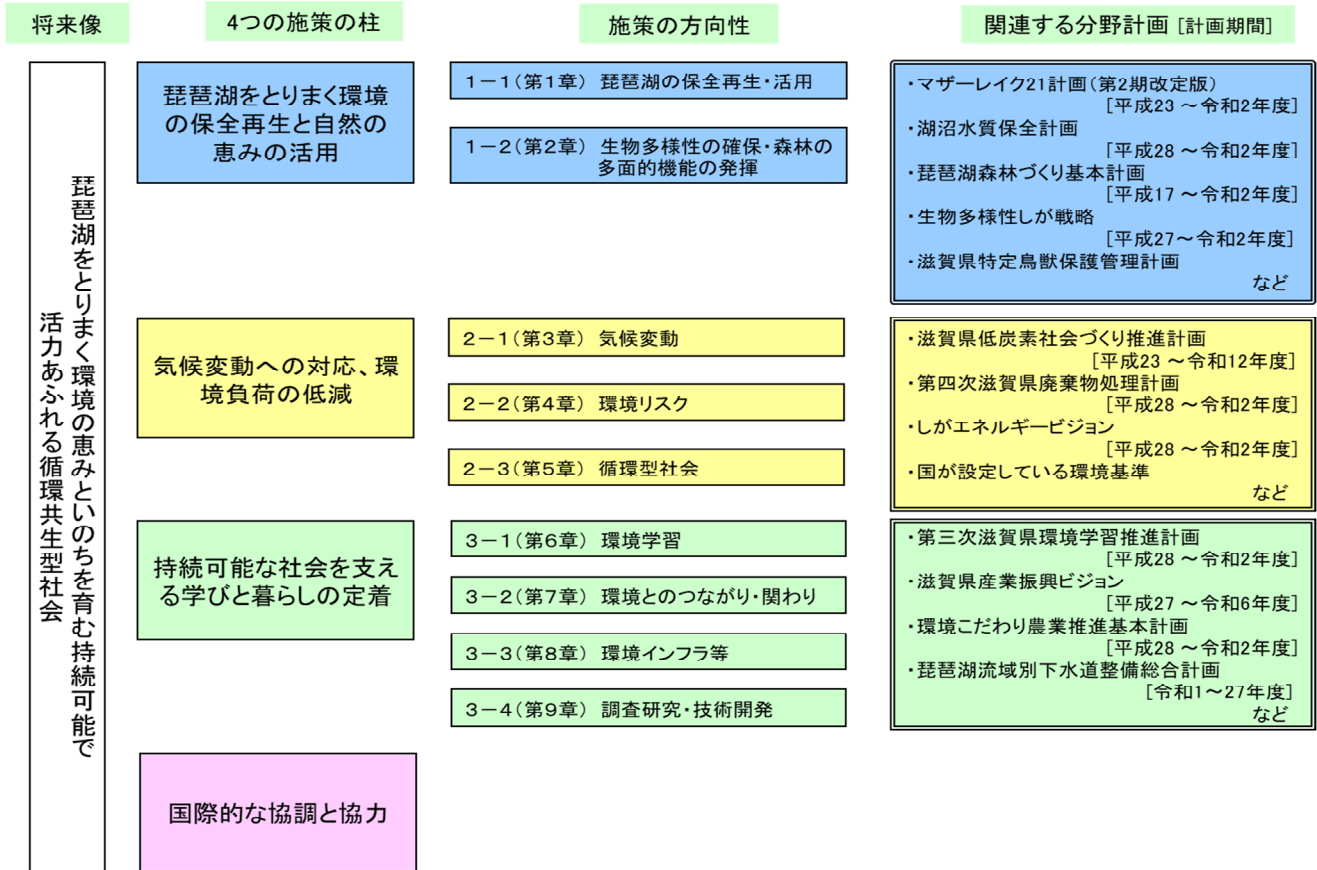 将来像
4つの施策の柱
施策の方向性
関連する分野計画 [計画期間]
琵琶湖をとりまく環境の恵みといのちを育む持続可能で
活力あふれる循環共生型社会
琵琶湖をとりまく環境
の保全再生と自然の
恵みの活用
1-1(第1章) 琵琶湖の保全再生・活用
1-2(第2章) 生物多様性の確保・森林の
多面的機能の発揮
・マザーレイク21計画(第2期改定版)
[平成23 ～令和2年度]
・湖沼水質保全計画
[平成28 ～令和2年度]
・琵琶湖森林づくり基本計画
[平成17 ～令和2年度]
・生物多様性しが戦略
[平成27～令和2年度]
・滋賀県特定鳥獣保護管理計画
など
気候変動への対応、環
境負荷の低減
2-1(第3章) 気候変動
2-2(第4章) 環境リスク
2-3(第5章) 循環型社会
・滋賀県低炭素社会づくり推進計画
[平成23 ～令和12年度]
・第四次滋賀県廃棄物処理計画
[平成28 ～令和2年度]
・しがエネルギービジョン
[平成28 ～令和2年度]
・国が設定している環境基準
など
持続可能な社会を支え
る学びと暮らしの定着
3-1(第6章) 環境学習
3-2(第7章) 環境とのつながり・関わり
3-3(第8章) 環境インフラ等
3-4(第9章) 調査研究・技術開発
・第三次滋賀県環境学習推進計画
[平成28 ～令和2年度]
・滋賀県産業振興ビジョン
[平成27 ～令和6年度]
・環境こだわり農業推進基本計画
[平成28 ～令和2年度]
・琵琶湖流域別下水道整備総合計画
[令和1～27年度]
など
国際的な協調と協力